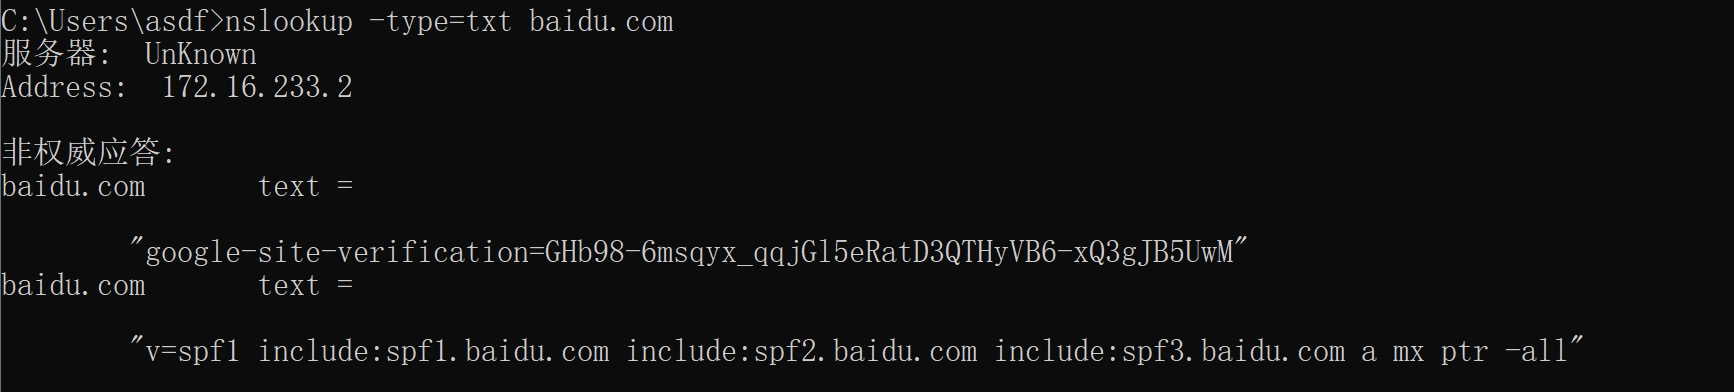 C:\Users\asdf>nslookup -type=txt baidu.com
服务器:  UnKnown
Address:  172.16.233.2
非权威应答:
baidu.com       text =
"google-site-verification=GHb98-6msqyx_qqjGl5eRatD3QTHyVB6-xQ3gJB5UwM"
baidu.com       text =
"v=spf1 include:spf1.baidu.com include:spf2.baidu.com include:spf3.baidu.com a mx ptr -all"